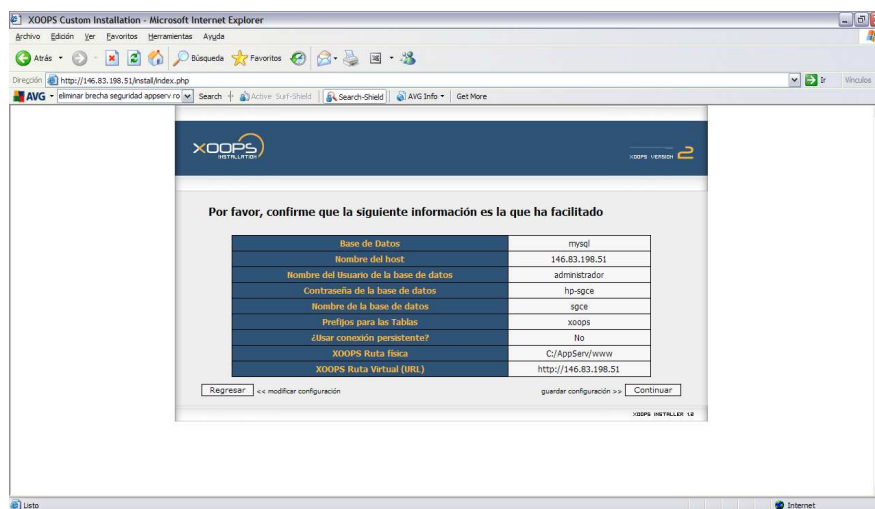 XOOPS Custom Installation - Microsoft Internet Explorer
Archivo Edición Ver Favoritos Herramientas Ayuda
Atrás Búsqueda Favoritos
Dirección http://146.83.198.51/install/index.php Ir Vínculos
AVG eliminar brecha seguridad appserv ro Search Active Surf-Shield Search-Shield AVG Info Get More
XOOPS
INSTALLATION
XOOPS VERSION 2
Por favor, confirme que la siguiente información es la que ha facilitado
Base de Datos mysql
Nombre del host 146.83.198.51
Nombre del Usuario de la base de datos administrador
Contraseña de la base de datos hp-sgce
Nombre de la base de datos sgce
Prefijos para las Tablas xoops
¿Usar conexión persistente? No
XOOPS Ruta física C:/AppServ/www
XOOPS Ruta Virtual (URL) http://146.83.198.51
Regresar << modificar configuración guardar configuración >> Continuar
XOOPS INSTALLER 1.2
Listo Internet